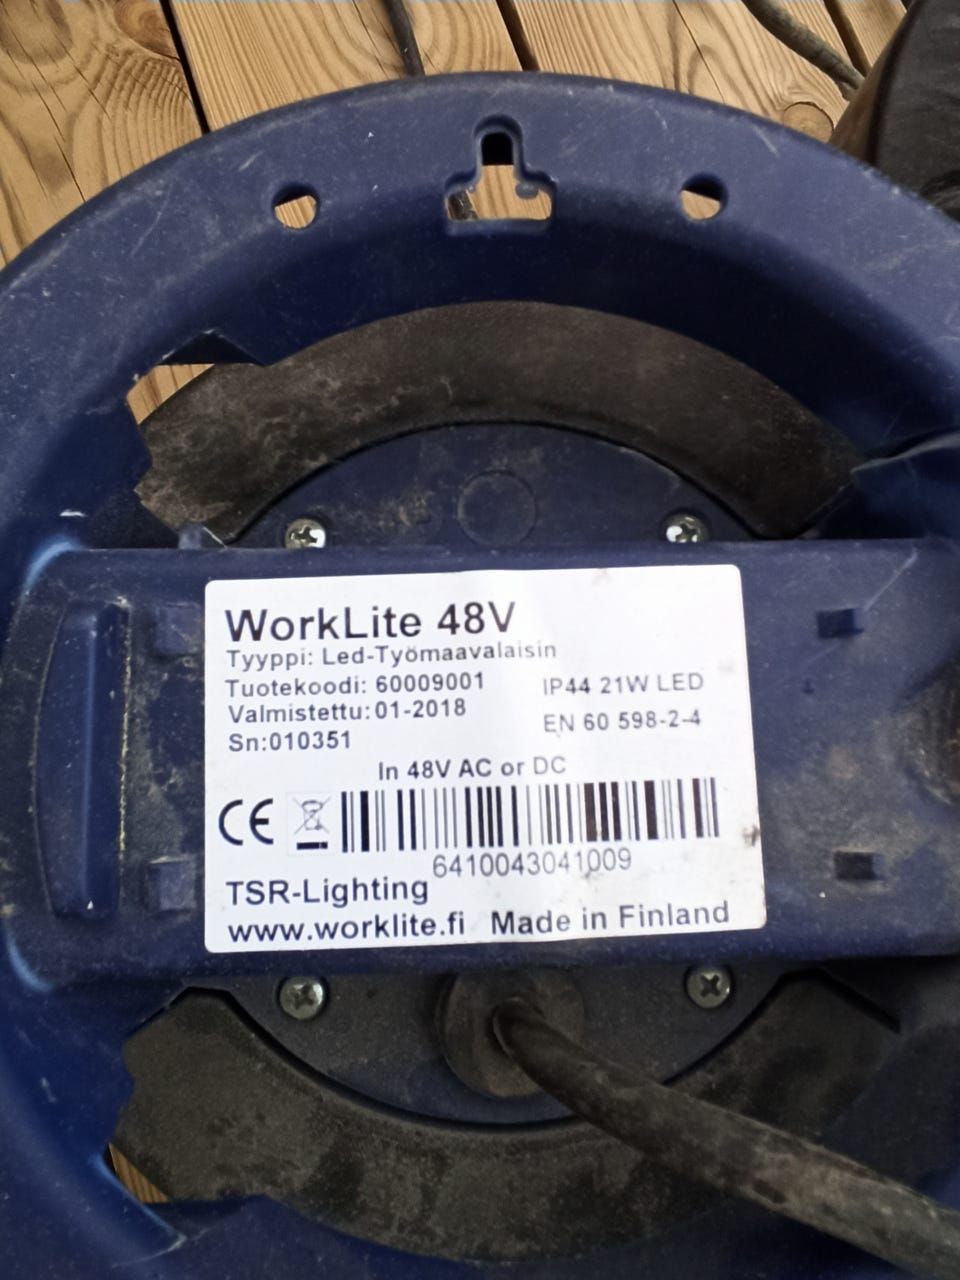 WorkLite 48V
Tyyppi: Led-Työmaavalaisin
Tuotekoodi: 60009001
IP44 21W LED
Valmistettu:01-2018
EN 60 598-2-4
Sn:010351
In 48V AC or DC
CE
6410043041009
TSR-Lighting
www.worklite.fi Made in Finland